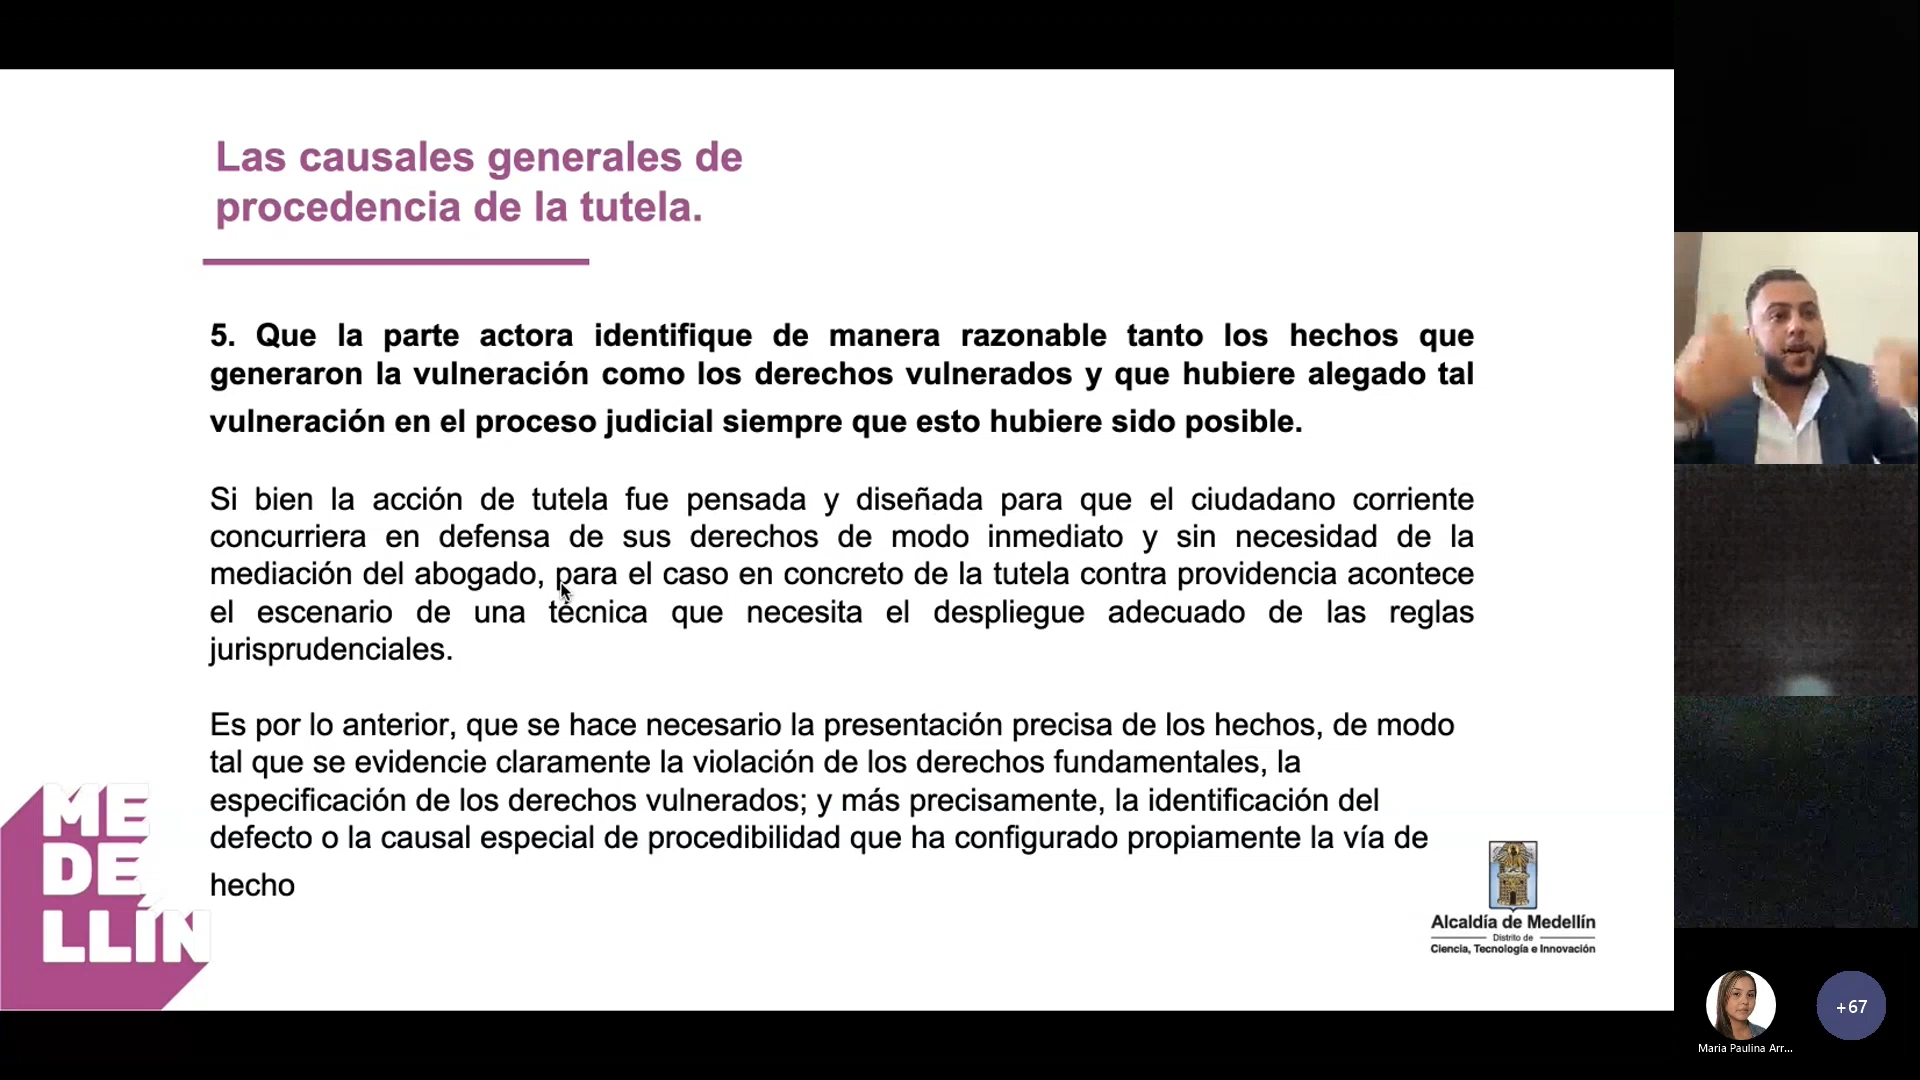 Las causales generales de
procedencia de la tutela.
5. Que la parte actora identifique de manera razonable tanto los hechos que
generaron la vulneración como los derechos vulnerados y que hubiere alegado tal
vulneración en el proceso judicial siempre que esto hubiere sido posible.
Si bien la acción de tutela fue pensada y diseñada para que el ciudadano corriente
concurriera en defensa de sus derechos de modo inmediato y sin necesidad de la
mediación del abogado, para el caso en concreto de la tutela contra providencia acontece
el escenario de una técnica que necesita el despliegue adecuado de las reglas
jurisprudenciales.
Es por lo anterior, que se hace necesario la presentación precisa de los hechos, de modo
tal que se evidencie claramente la violación de los derechos fundamentales, la
especificación de los derechos vulnerados; y más precisamente, la identificación del
defecto o la causal especial de procedibilidad que ha configurado propiamente la vía de
hecho
ME
DE
LLÍN
Alcaldía de Medellín
Distrito de
Ciencia, Tecnología e Innovación
+67
Maria Paulina Arr...